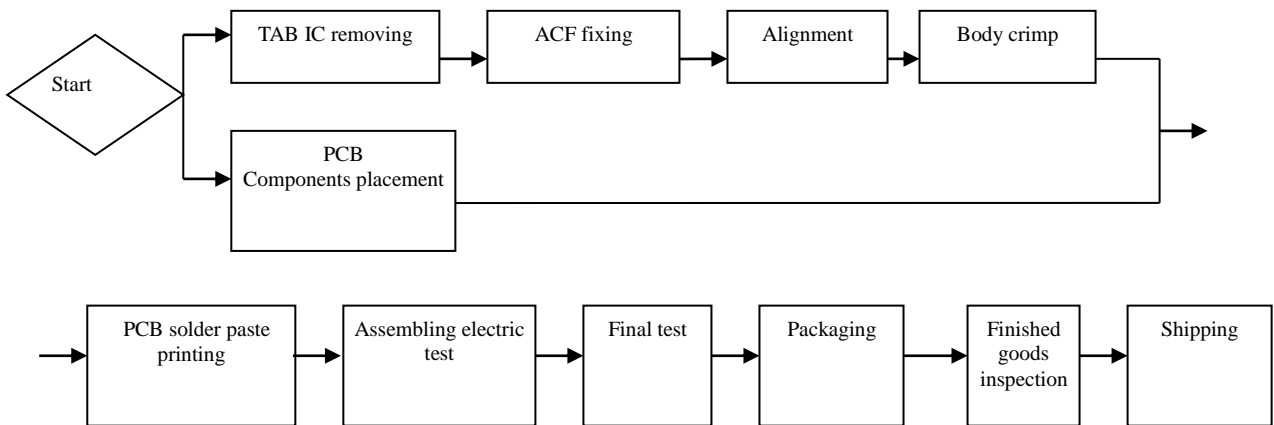 Start
TAB IC removing
ACF fixing
Alignment
Body crimp
PCB
Components placement
PCB solder paste
printing
Assembling electric
test
Final test
Packaging
Finished
goods
inspection
Shipping